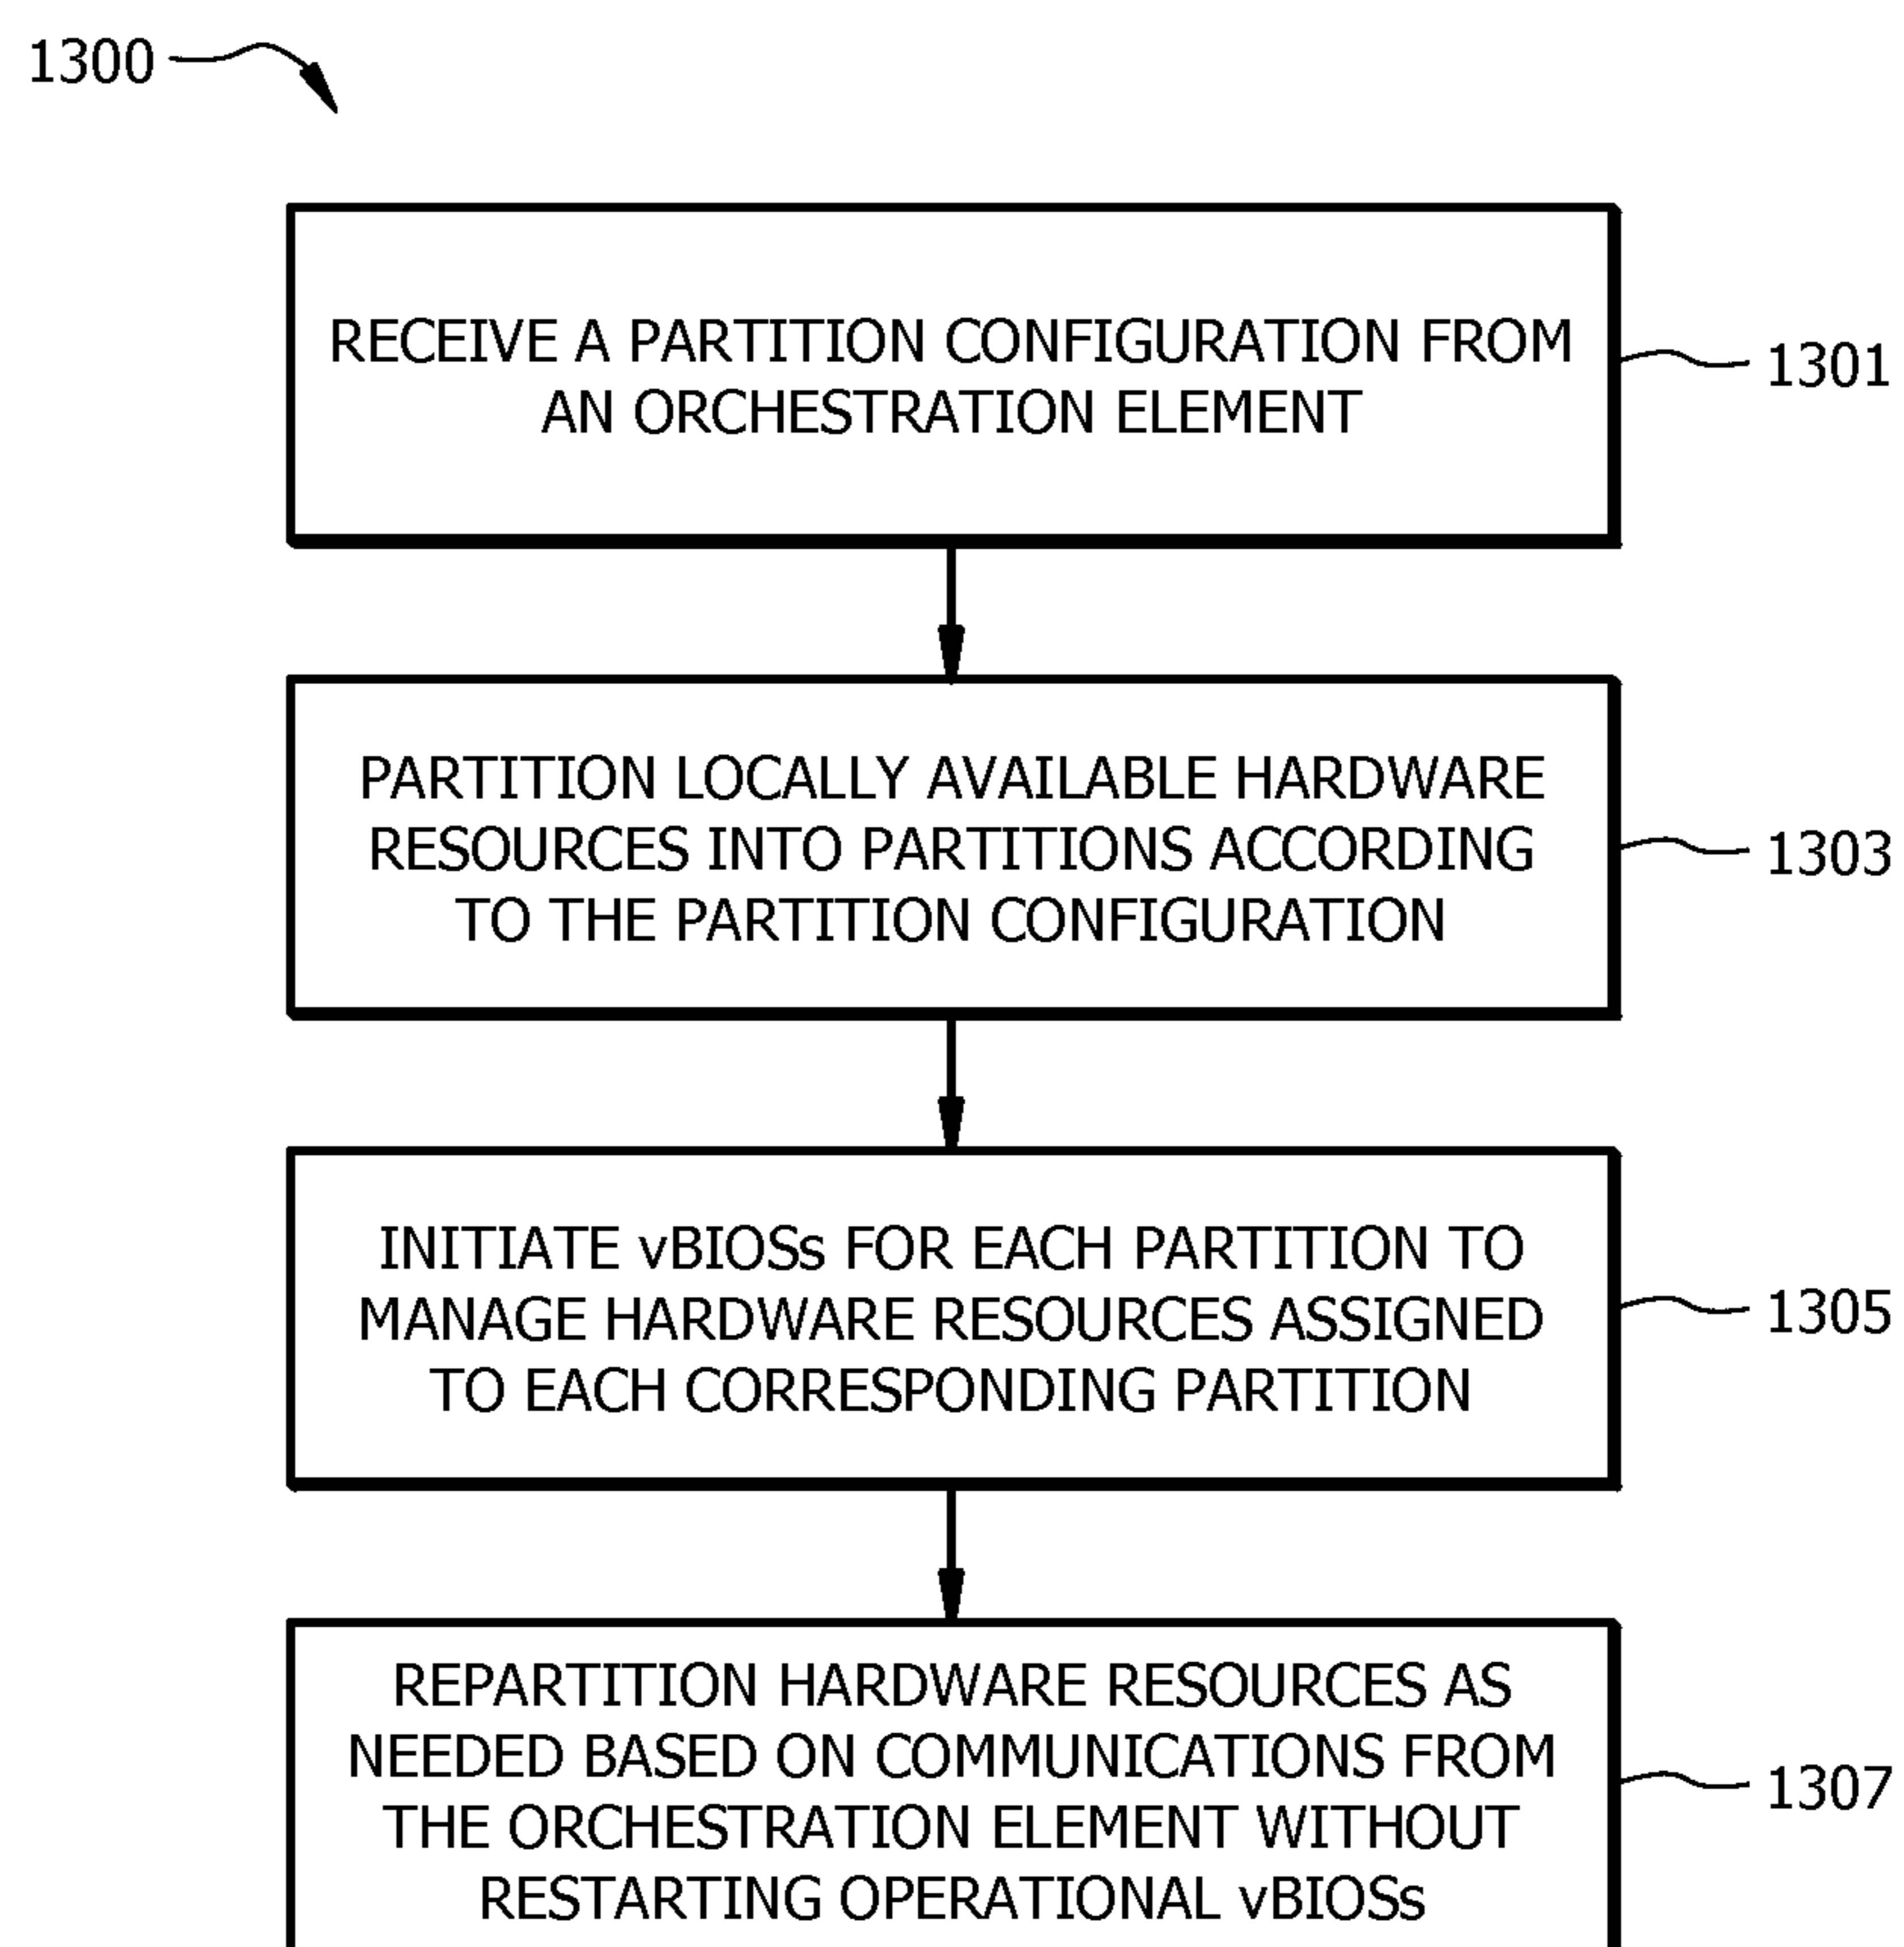 1300
RECEIVE A PARTITION CONFIGURATION FROM
AN ORCHESTRATION ELEMENT
1301
PARTITION LOCALLY AVAILABLE HARDWARE
RESOURCES INTO PARTITIONS ACCORDING
TO THE PARTITION CONFIGURATION
1303
INITIATE vBIOSs FOR EACH PARTITION TO
MANAGE HARDWARE RESOURCES ASSIGNED
TO EACH CORRESPONDING PARTITION
1305
REPARTITION HARDWARE RESOURCES AS
NEEDED BASED ON COMMUNICATIONS FROM
THE ORCHESTRATION ELEMENT WITHOUT
RESTARTING OPERATIONAL vBIOSs
1307